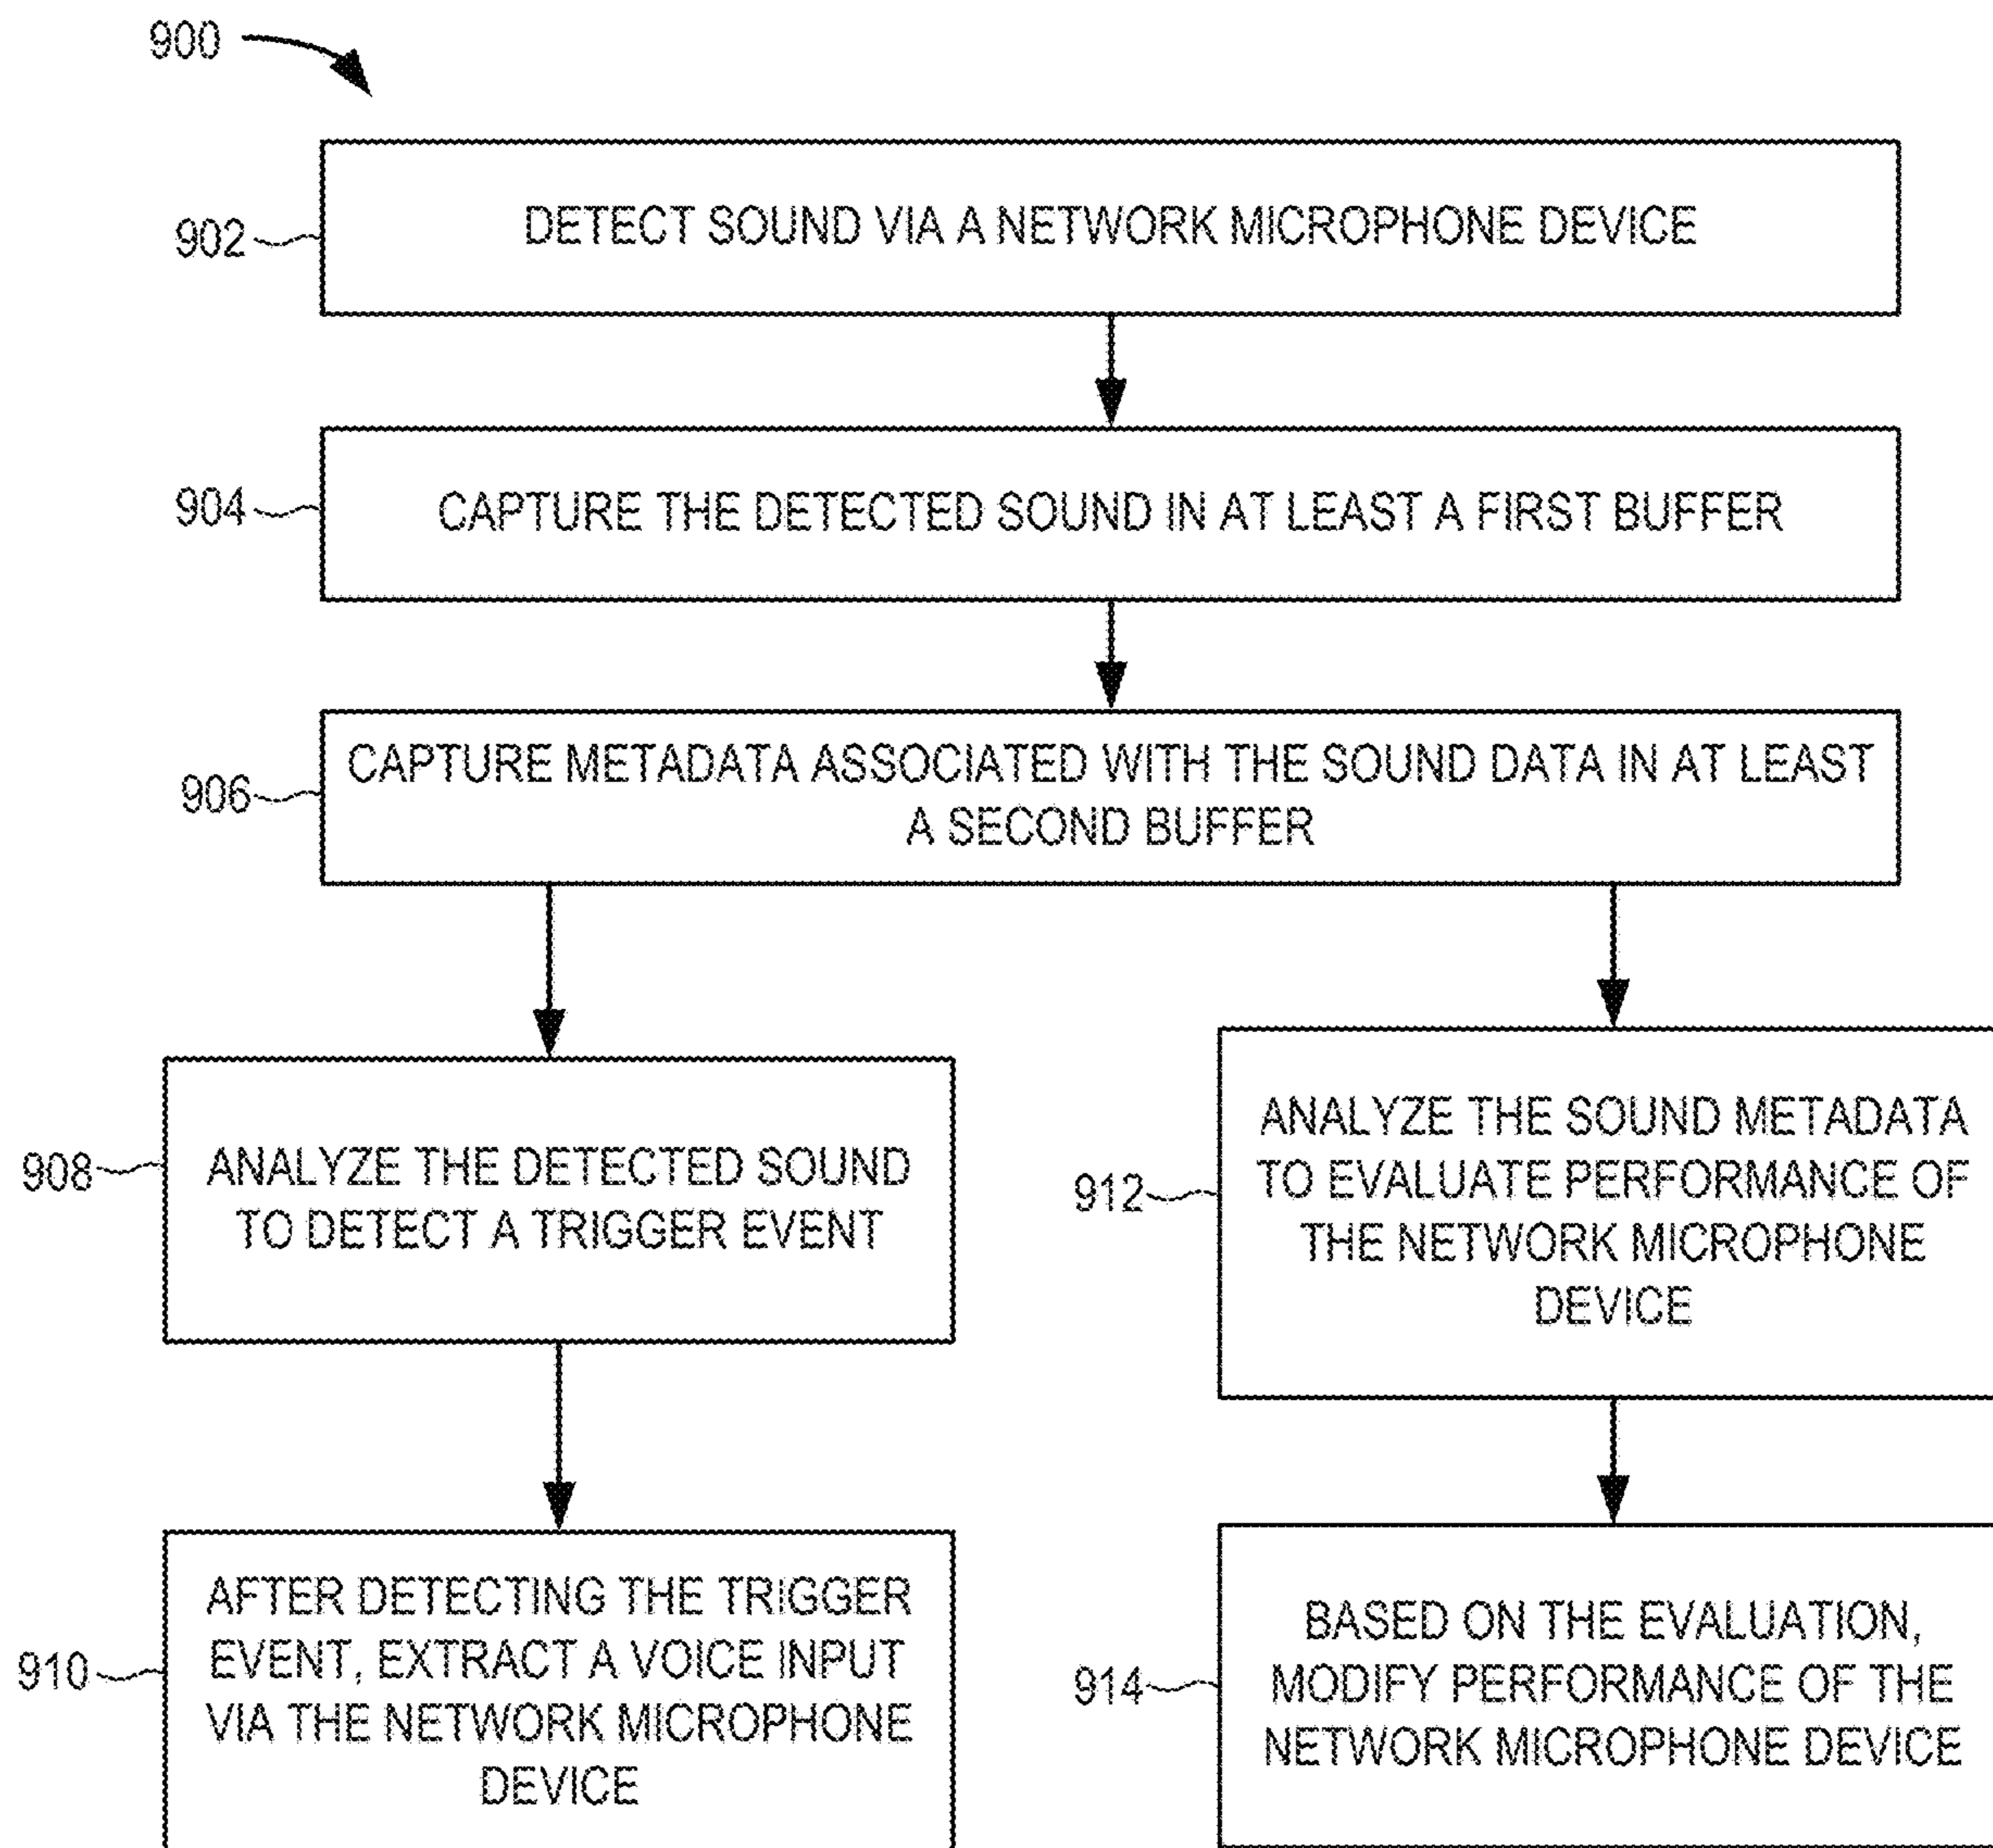 900
902
DETECT SOUND VIA A NETWORK MICROPHONE DEVICE
904
CAPTURE THE DETECTED SOUND IN AT LEAST A FIRST BUFFER
906
CAPTURE METADATA ASSOCIATED WITH THE SOUND DATA IN AT LEAST
A SECOND BUFFER
908
ANALYZE THE DETECTED SOUND
TO DETECT A TRIGGER EVENT
910
AFTER DETECTING THE TRIGGER
EVENT, EXTRACT A VOICE INPUT
VIA THE NETWORK MICROPHONE
DEVICE
912
ANALYZE THE SOUND METADATA
TO EVALUATE PERFORMANCE OF
THE NETWORK MICROPHONE
DEVICE
914
BASED ON THE EVALUATION,
MODIFY PERFORMANCE OF THE
NETWORK MICROPHONE DEVICE